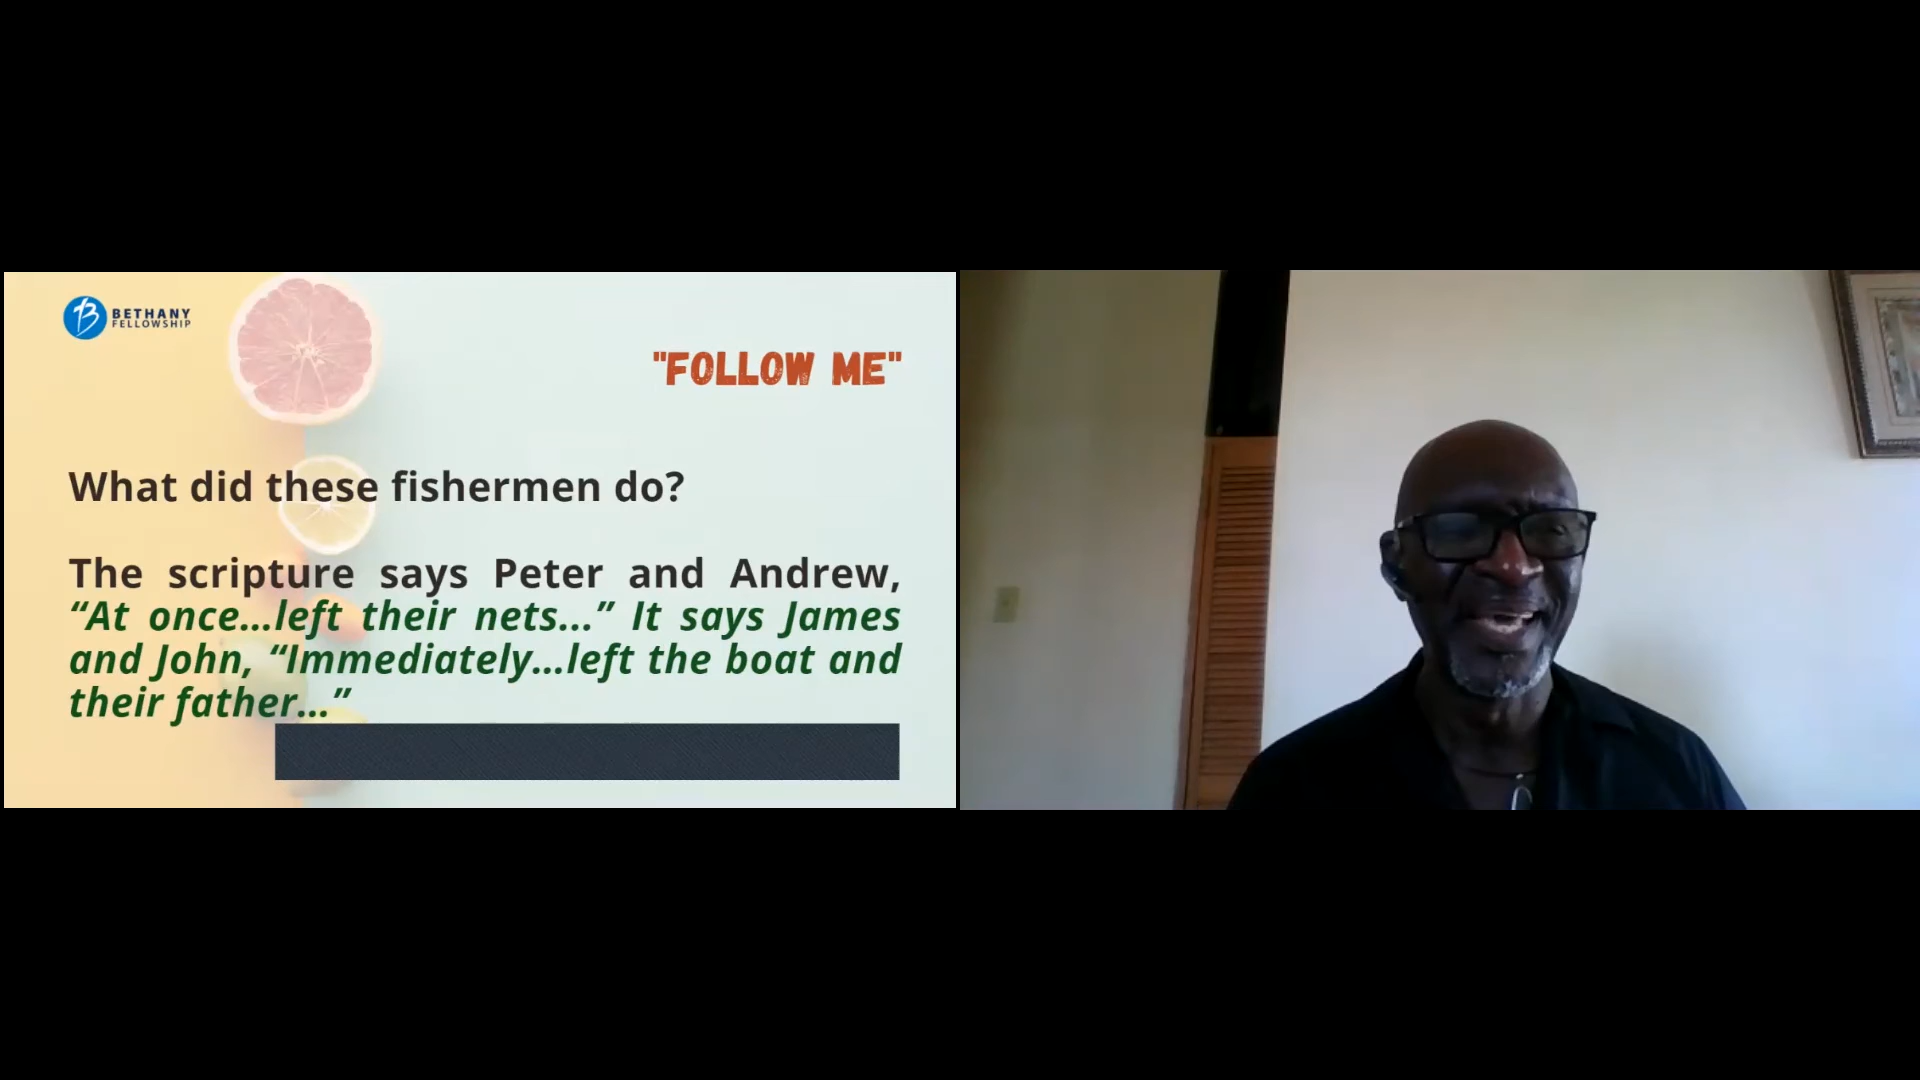 BETHANY
FELLOWSHIP
"FOLLOW ME"
What did these fishermen do?
The scripture says Peter and Andrew,
“At once...left their nets...” It says James
and John, “Immediately...left the boat and
their father...”